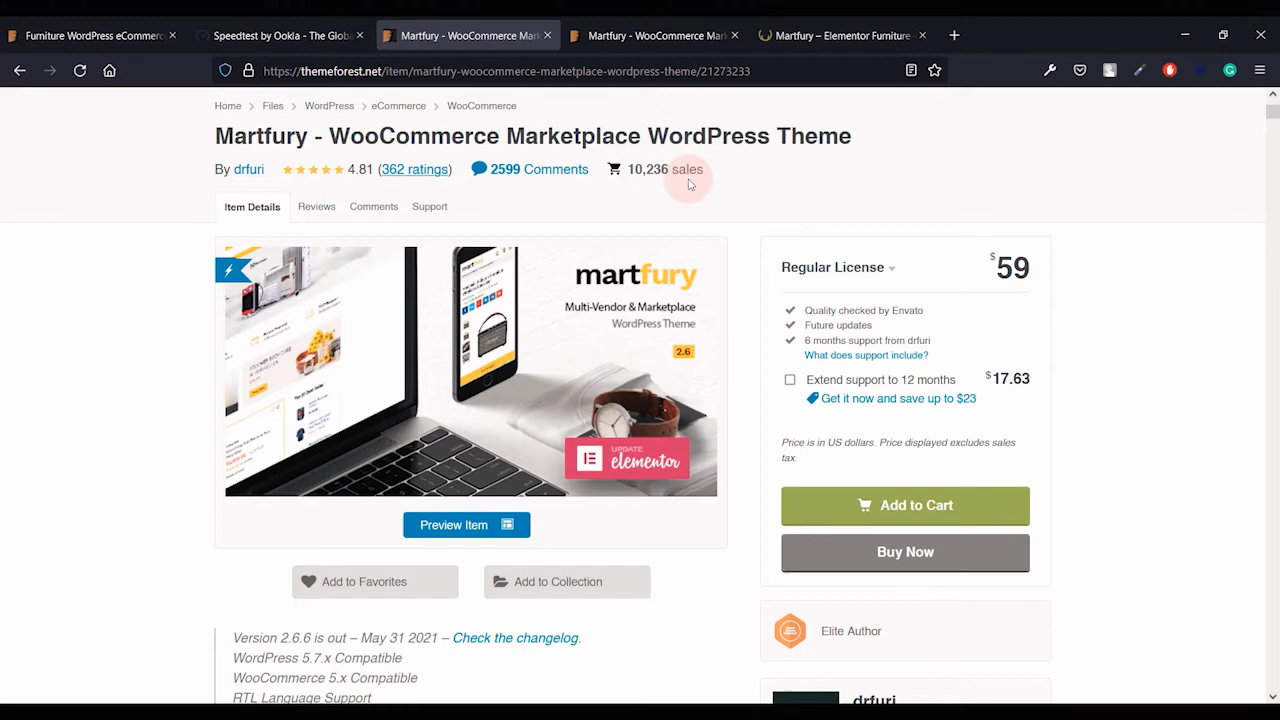 Furniture WordPress eCommerc
Speedtest by Ookla - The Globa
Martfury - WooCommerce Mark
Martfury - WooCommerce Mark
Martfury – Elementor Furniture -
https://themeforest.net/item/martfury-woocommerce-marketplace-wordpress-theme/21273233
Home > Files > WordPress > eCommerce > WooCommerce
Martfury - WooCommerce Marketplace WordPress Theme
By drfuri 4.81 (362 ratings) 2599 Comments 10,236 sales
Item Details Reviews Comments Support
martfury
Multi-Vendor & Marketplace
WordPress Theme
2.6
UPDATE
elementor
Preview Item
Add to Favorites Add to Collection
Version 2.6.6 is out – May 31 2021 – Check the changelog.
WordPress 5.7.x Compatible
WooCommerce 5.x Compatible
RTL Language Support
Regular License $59
Quality checked by Envato
Future updates
6 months support from drfuri
What does support include?
Extend support to 12 months $17.63
Get it now and save up to $23
Price is in US dollars. Price displayed excludes sales
tax.
Add to Cart
Buy Now
Elite Author
drfuri